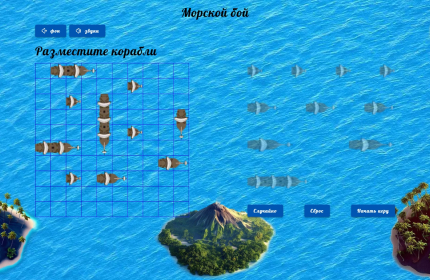 Морской бой
фон звуки
Разместите корабли
Случайно Сброс Начать игру